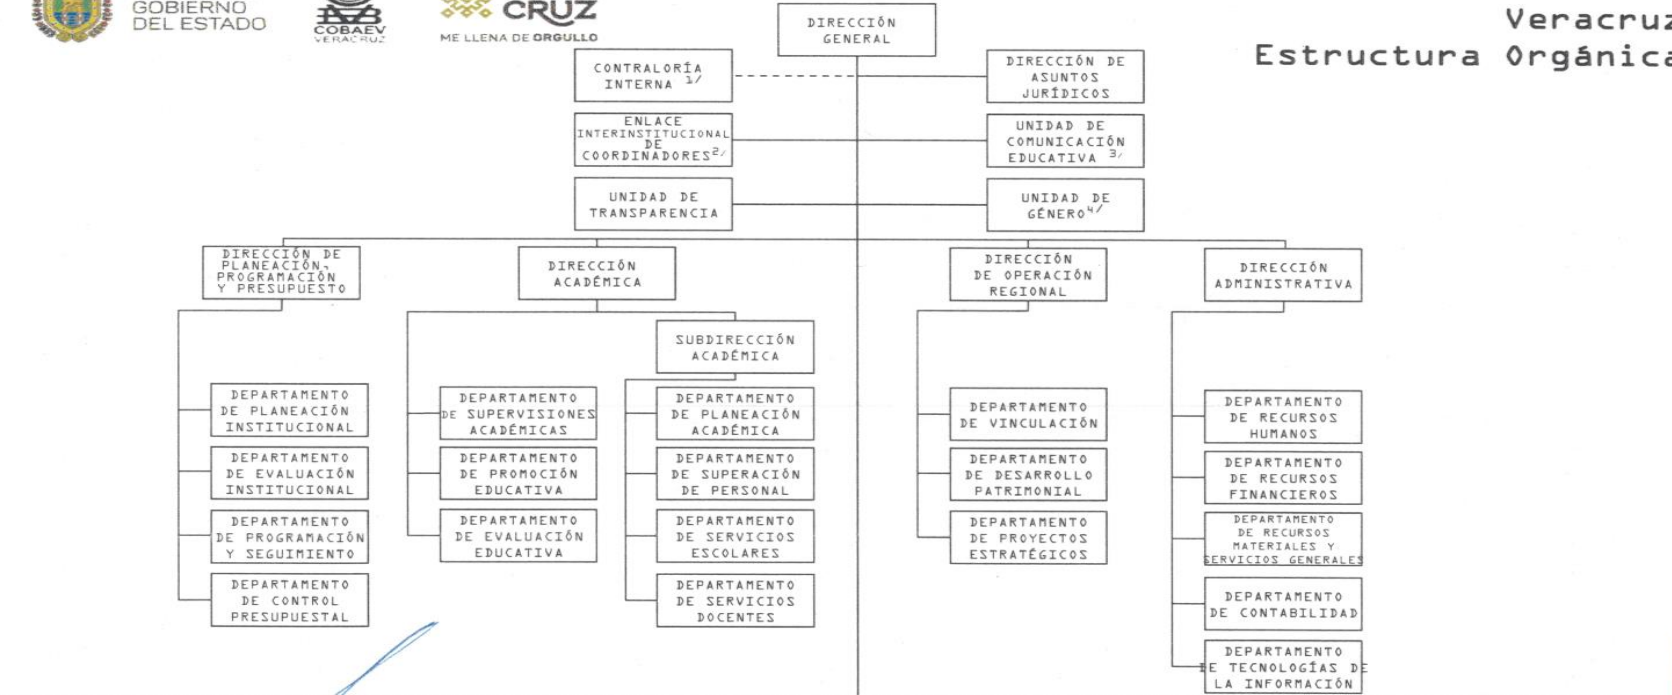 GOBIERNO
DEL ESTADO
COBAEV
VERACRUZ
CRUZ
ME LLENA DE ORGULLO
Veracruz
Estructura Orgánica
DIRECCIÓN
GENERAL
CONTRALORÍA
INTERNA 1/
DIRECCIÓN DE
ASUNTOS
JURÍDICOS
ENLACE
INTERINSTITUCIONAL
DE
COORDINADORES2/
UNIDAD DE
COMUNICACIÓN
EDUCATIVA 3/
UNIDAD DE
TRANSPARENCIA
UNIDAD DE
GÉNERO4/
DIRECCIÓN DE
PLANEACIÓN,
PROGRAMACIÓN
Y PRESUPUESTO
DIRECCIÓN
ACADÉMICA
DIRECCIÓN
DE OPERACIÓN
REGIONAL
DIRECCIÓN
ADMINISTRATIVA
SUBDIRECCIÓN
ACADÉMICA
DEPARTAMENTO
DE PLANEACIÓN
INSTITUCIONAL
DEPARTAMENTO
DE SUPERVISIONES
ACADÉMICAS
DEPARTAMENTO
DE PLANEACIÓN
ACADÉMICA
DEPARTAMENTO
DE VINCULACIÓN
DEPARTAMENTO
DE RECURSOS
HUMANOS
DEPARTAMENTO
DE EVALUACIÓN
INSTITUCIONAL
DEPARTAMENTO
DE PROMOCIÓN
EDUCATIVA
DEPARTAMENTO
DE SUPERACIÓN
DE PERSONAL
DEPARTAMENTO
DE DESARROLLO
PATRIMONIAL
DEPARTAMENTO
DE RECURSOS
FINANCIEROS
DEPARTAMENTO
DE PROGRAMACIÓN
Y SEGUIMIENTO
DEPARTAMENTO
DE EVALUACIÓN
EDUCATIVA
DEPARTAMENTO
DE SERVICIOS
ESCOLARES
DEPARTAMENTO
DE PROYECTOS
ESTRATÉGICOS
DEPARTAMENTO
DE RECURSOS
MATERIALES Y
SERVICIOS GENERALES
DEPARTAMENTO
DE CONTROL
PRESUPUESTAL
DEPARTAMENTO
DE SERVICIOS
DOCENTES
DEPARTAMENTO
DE CONTABILIDAD
DEPARTAMENTO
DE TECNOLOGÍAS DE
LA INFORMACIÓN